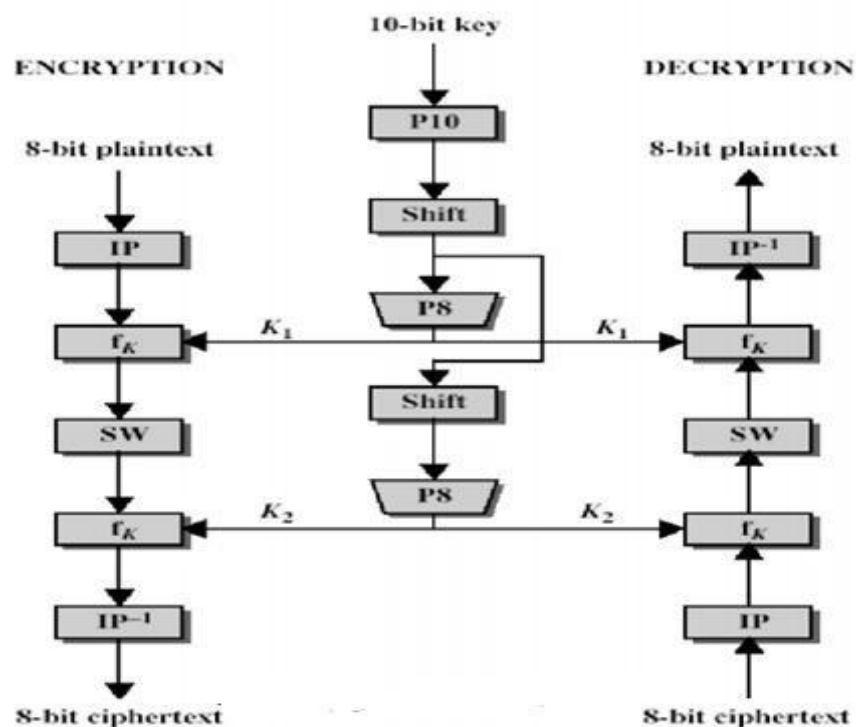 10-bit key
ENCRYPTION
DECRYPTION
P10
8-bit plaintext
8-bit plaintext
Shift
IP
IP-1
P8
fK
K1
K1
fK
Shift
SW
SW
P8
fK
K2
K2
fK
IP–1
IP
8-bit ciphertext
8-bit ciphertext